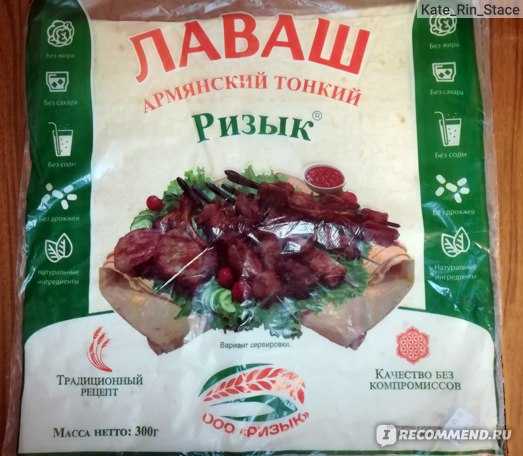 Kate_Rin_Stace
ЛАВАШ
АРМЯНСКИЙ ТОНКИЙ
Ризык®
Без жира
Без сахара
Без соды
Без дрожжей
Натуральные
ингредиенты
Без жира
Без сахара
Без соды
Без дрожжей
Натуральные
ингредиенты
Вариант сервировки.
Традиционный
рецепт
Качество без
компромиссов
ООО «РИЗЫК»
Масса нетто: 300г
I RECOMMEND.RU